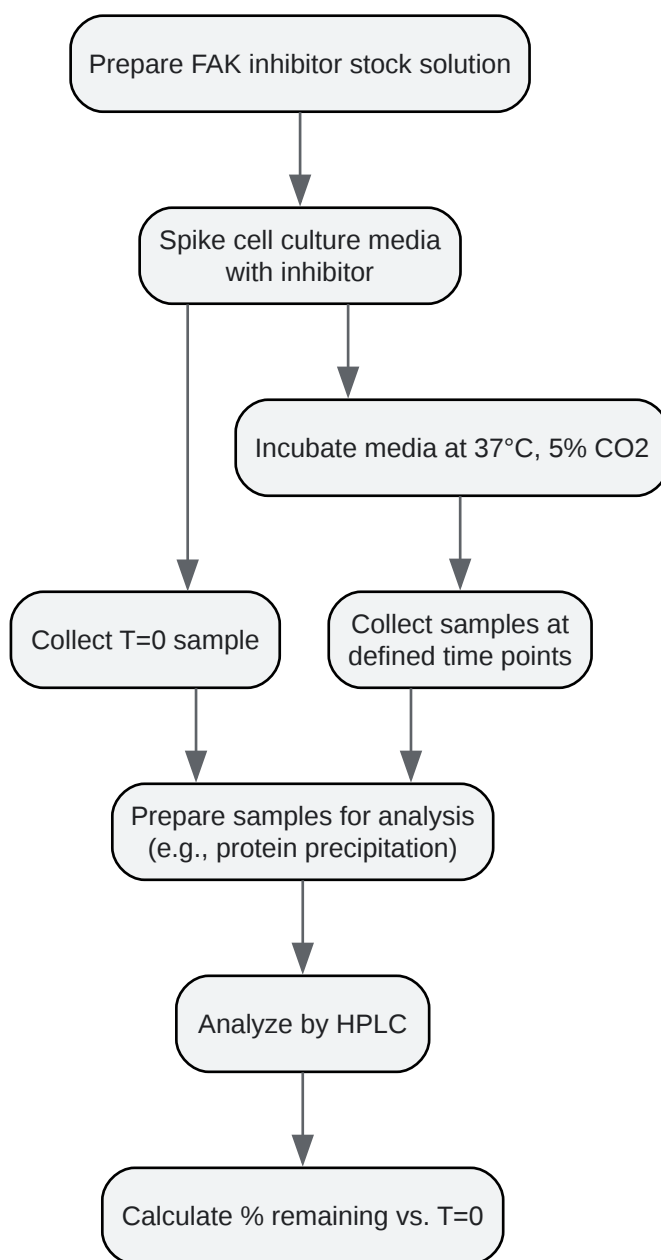 Prepare FAK inhibitor stock solution
Spike cell culture media
with inhibitor
Incubate media at 37°C, 5% CO2
Collect T=0 sample
Collect samples at
defined time points
Prepare samples for analysis
(e.g., protein precipitation)
Analyze by HPLC
Calculate % remaining vs. T=0